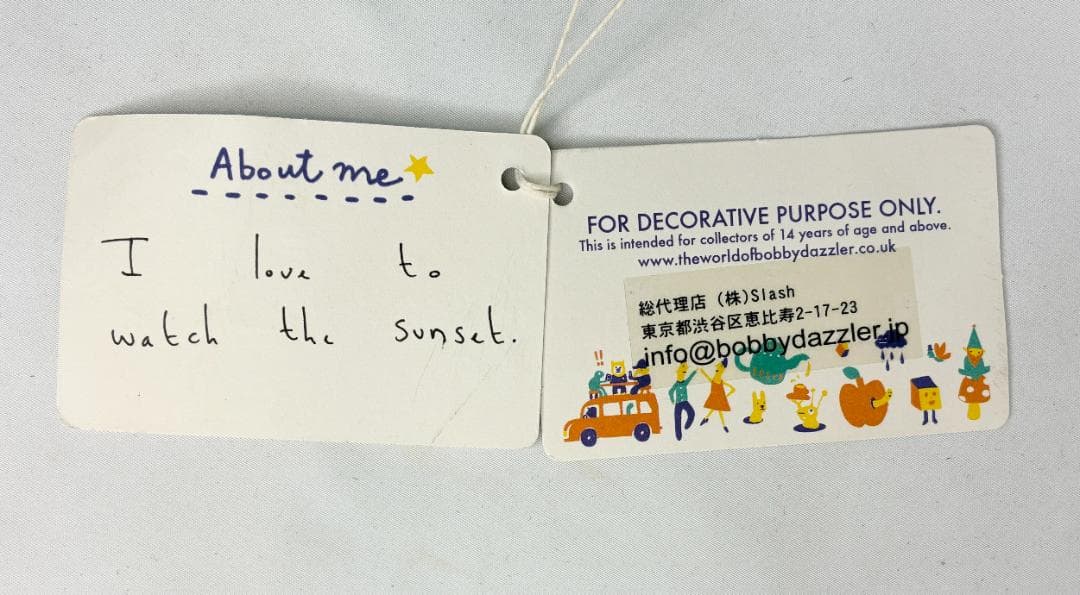 About me
I love to
watch the sunset.
FOR DECORATIVE PURPOSE ONLY.
This is intended for collectors of 14 years of age and above.
www.theworldofbobbydazzler.co.uk
総代理店 (株)Slash
東京都渋谷区恵比寿2-17-23
info@bobbydazzler.jp
!!